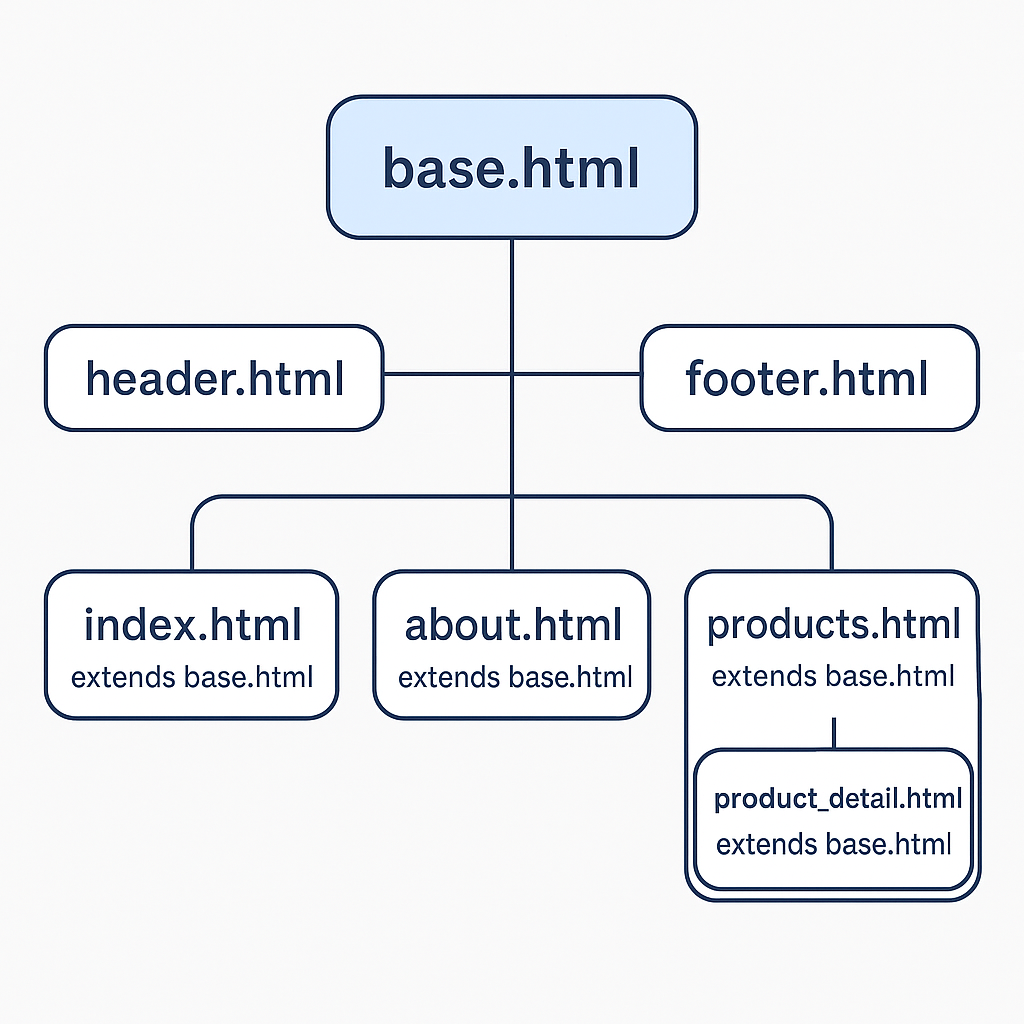 base.html
header.html
footer.html
index.html
extends base.html
about.html
extends base.html
products.html
extends base.html
product_detail.html
extends base.html